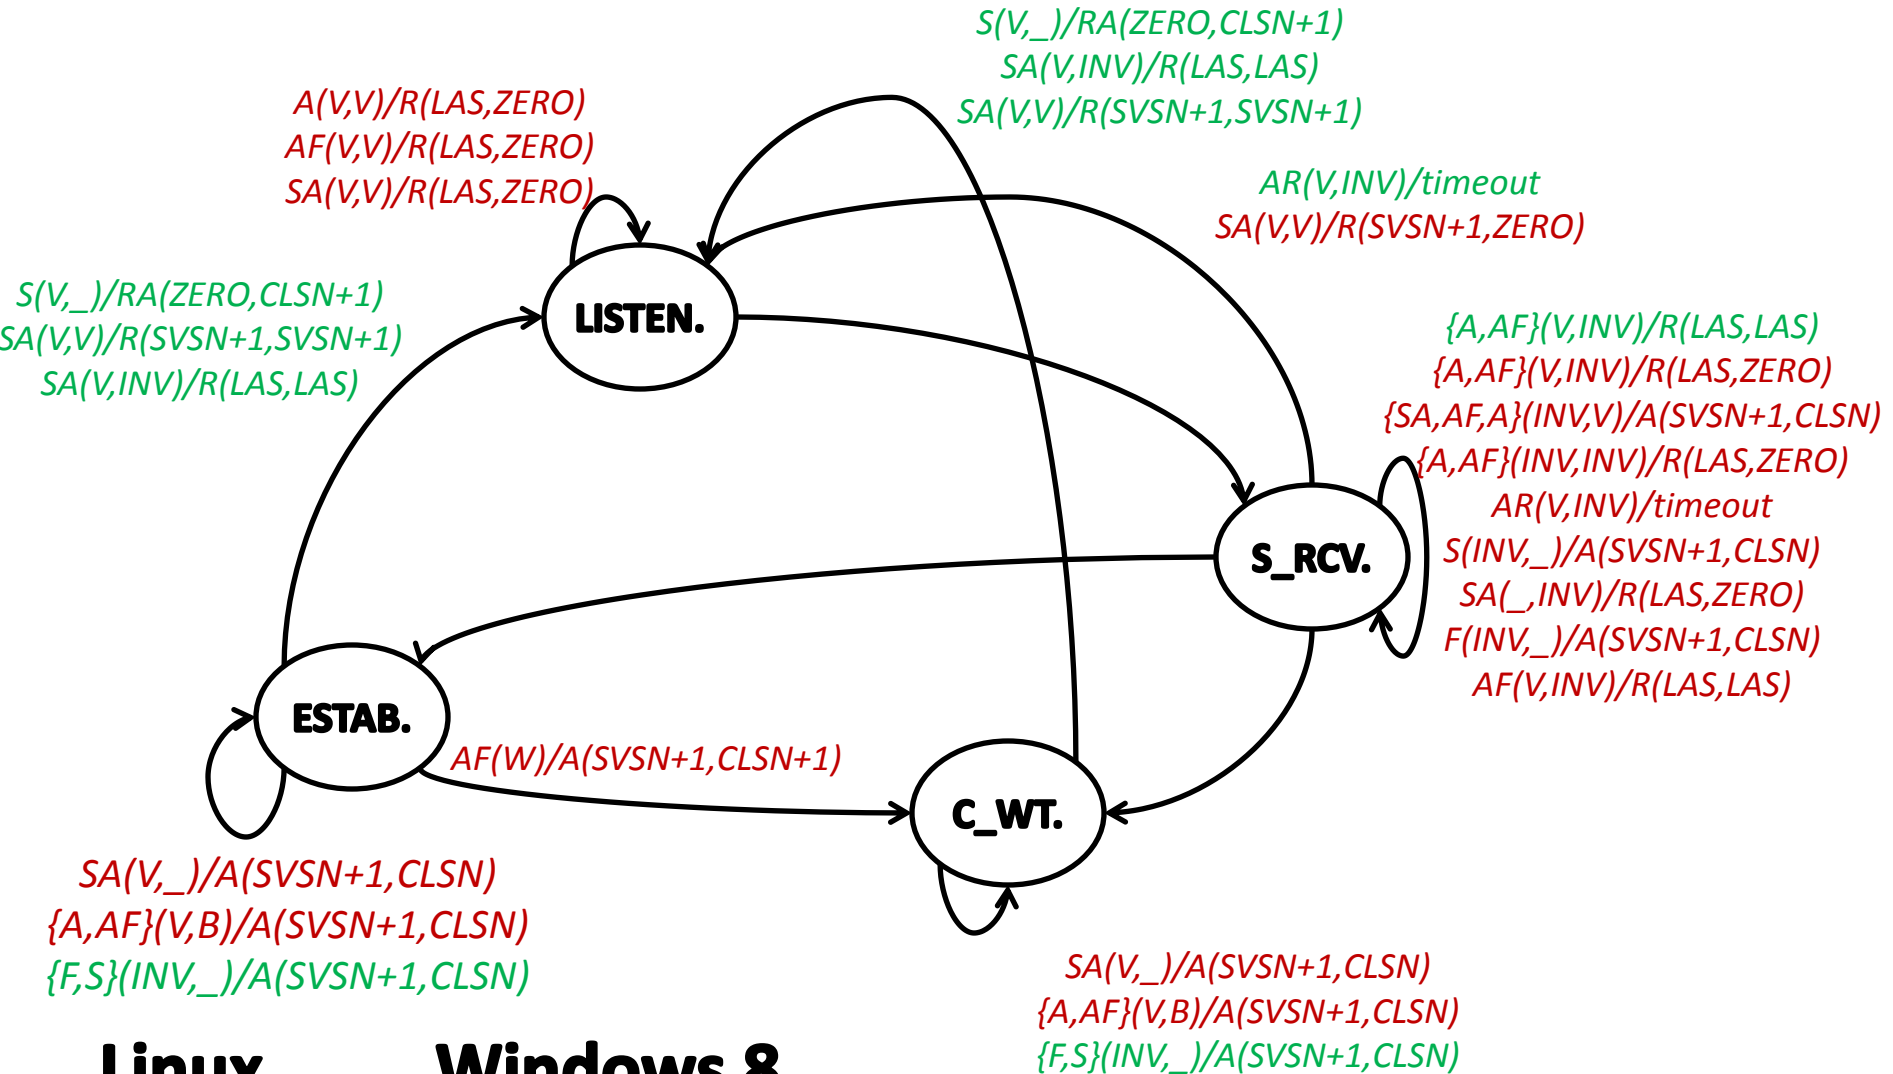 S(V,_)/RA(ZERO,CLSN+1)
SA(V,INV)/R(LAS,LAS)
SA(V,V)/R(SVSN+1,SVSN+1)
A(V,V)/R(LAS,ZERO)
AF(V,V)/R(LAS,ZERO)
SA(V,V)/R(LAS,ZERO)
AR(V,INV)/timeout
SA(V,V)/R(SVSN+1,ZERO)
S(V,_)/RA(ZERO,CLSN+1)
SA(V,V)/R(SVSN+1,SVSN+1)
SA(V,INV)/R(LAS,LAS)
LISTEN.
{A,AF}(V,INV)/R(LAS,LAS)
{A,AF}(V,INV)/R(LAS,ZERO)
{SA,AF,A}(INV,V)/A(SVSN+1,CLSN)
{A,AF}(INV,INV)/R(LAS,ZERO)
AR(V,INV)/timeout
S(INV,_)/A(SVSN+1,CLSN)
SA(_,INV)/R(LAS,ZERO)
F(INV,_)/A(SVSN+1,CLSN)
AF(V,INV)/R(LAS,LAS)
S_RCV.
ESTAB.
AF(W)/A(SVSN+1,CLSN+1)
C_WT.
SA(V,_)/A(SVSN+1,CLSN)
{A,AF}(V,B)/A(SVSN+1,CLSN)
{F,S}(INV,_)/A(SVSN+1,CLSN)
SA(V,_)/A(SVSN+1,CLSN)
{A,AF}(V,B)/A(SVSN+1,CLSN)
{F,S}(INV,_)/A(SVSN+1,CLSN)
Linux Windows 8